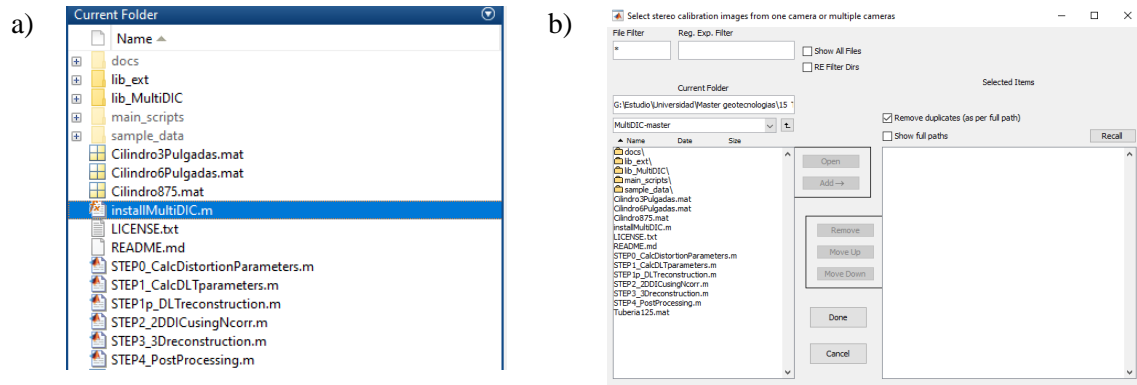 a)
Current Folder
Name
docs
lib_ext
lib_MultiDIC
main_scripts
sample_data
Cilindro3Pulgadas.mat
Cilindro6Pulgadas.mat
Cilindro875.mat
installMultiDIC.m
LICENSE.txt
README.md
STEP0_CalcDistortionParameters.m
STEP1_CalcDLTparameters.m
STEP1p_DLTreconstruction.m
STEP2_2DDICusingNcorr.m
STEP3_3Dreconstruction.m
STEP4_PostProcessing.m
b)
Select stereo calibration images from one camera or multiple cameras
File Filter Reg. Exp. Filter
*
Show All Files
RE Filter Dirs
Current Folder
Selected Items
G:\Estudio\Universidad\Master geotecnologias\15
Remove duplicates (as per full path)
MultiDIC-master
Show full paths
Recall
Name Date Size
docs\
lib_ext\
lib_MultiDIC\
main_scripts\
sample_data\
Cilindro3Pulgadas.mat
Cilindro6Pulgadas.mat
Cilindro875.mat
installMultiDIC.m
LICENSE.txt
README.md
STEP0_CalcDistortionParameters.m
STEP1_CalcDLTparameters.m
STEP1p_DLTreconstruction.m
STEP2_2DDICusingNcorr.m
STEP3_3Dreconstruction.m
STEP4_PostProcessing.m
Tuberia125.mat
Open
Add →
Remove
Move Up
Move Down
Done
Cancel